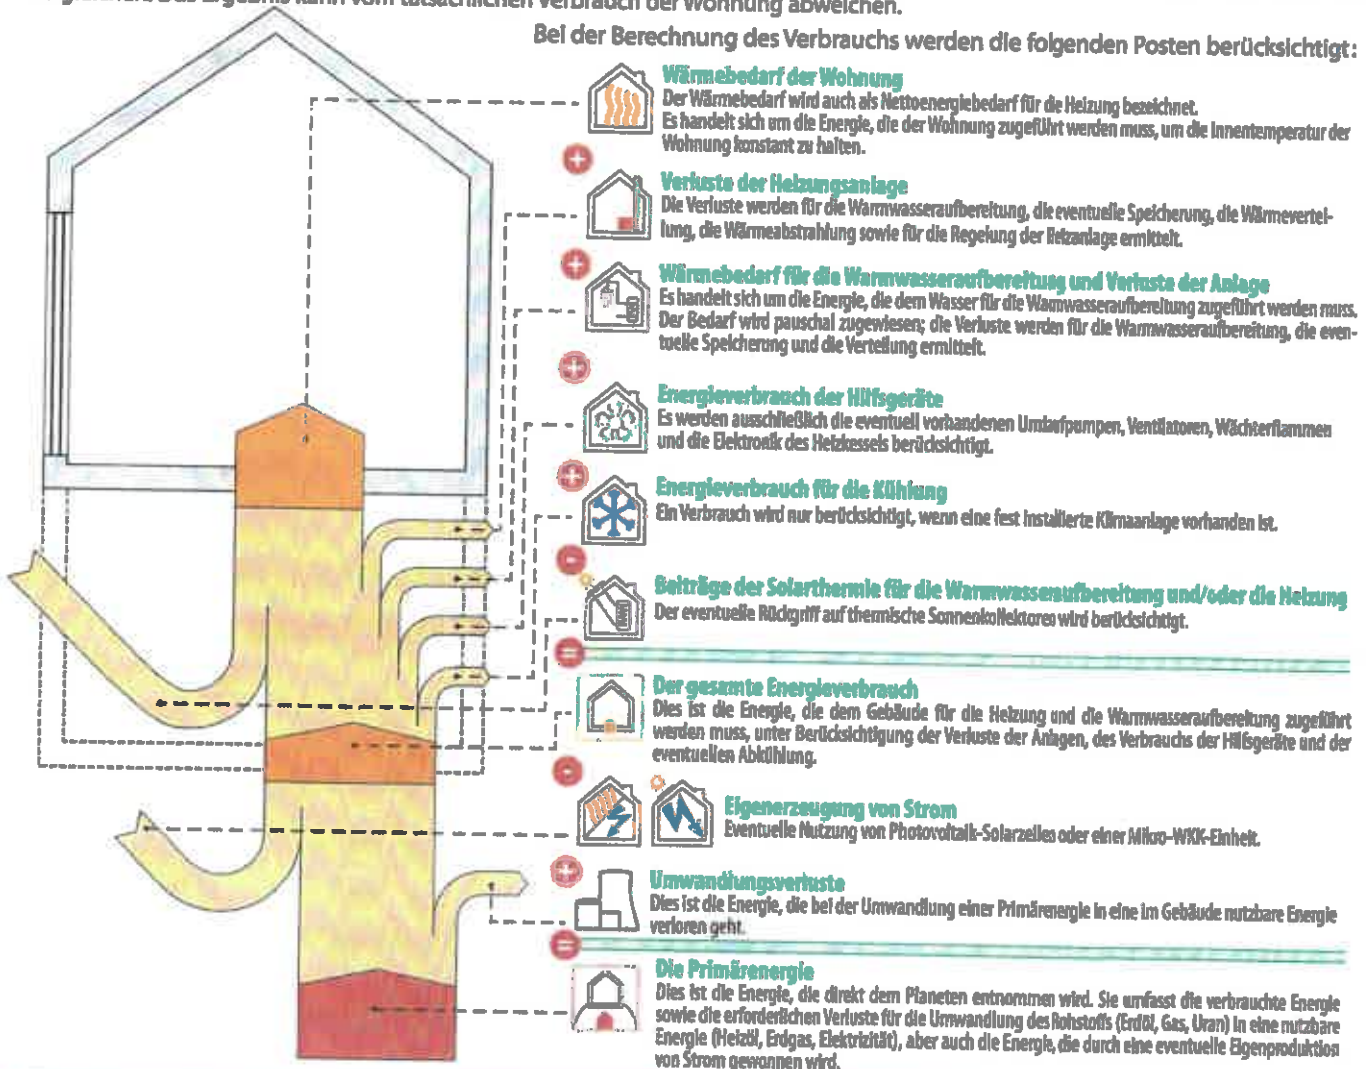 Das Ergebnis kann vom tatsächlichen Verbrauch der Wohnung abweichen.
Bei der Berechnung des Verbrauchs werden die folgenden Posten berücksichtigt:
Wärmebedarf der Wohnung
Der Wärmebedarf wird auch als Nettoenergiebedarf für die Heizung bezeichnet.
Es handelt sich um die Energie, die der Wohnung zugeführt werden muss, um die Innentemperatur der
Wohnung konstant zu halten.
+
Verluste der Heizungsanlage
Die Verluste werden für die Warmwasseraufbereitung, die eventuelle Speicherung, die Wärmevertei-
lung, die Wärmeabstrahlung sowie für die Regelung der Heizanlage ermittelt.
+
Wärmebedarf für die Warmwasseraufbereitung und Verluste der Anlage
Es handelt sich um die Energie, die dem Wasser für die Warmwasseraufbereitung zugeführt werden muss.
Der Bedarf wird pauschal zugewiesen; die Verluste werden für die Warmwasseraufbereitung, die even-
tuelle Speicherung und die Verteilung ermittelt.
+
Energieverbrauch der Hilfsgeräte
Es werden ausschließlich die eventuell vorhandenen Umlaufpumpen, Ventilatoren, Wächterflammen
und die Elektronik des Heizkessels berücksichtigt.
+
Energieverbrauch für die Kühlung
Ein Verbrauch wird nur berücksichtigt, wenn eine fest installierte Klimaanlage vorhanden ist.
-
Beiträge der Solarthermie für die Warmwasseraufbereitung und/oder die Heizung
Der eventuelle Rückgriff auf thermische Sonnenkollektoren wird berücksichtigt.
=
Der gesamte Energieverbrauch
Dies ist die Energie, die dem Gebäude für die Heizung und die Warmwasseraufbereitung zugeführt
werden muss, unter Berücksichtigung der Verluste der Anlagen, des Verbrauchs der Hilfsgeräte und der
eventuellen Abkühlung.
-
Eigenerzeugung von Strom
Eventuelle Nutzung von Photovoltaik-Solarzelles oder einer Mikro-WKK-Einheit.
+
Umwandlungsverluste
Dies ist die Energie, die bei der Umwandlung einer Primärenergie in eine im Gebäude nutzbare Energie
verloren geht.
=
Die Primärenergie
Dies ist die Energie, die direkt dem Planeten entnommen wird. Sie umfasst die verbrauchte Energie
sowie die erforderlichen Verluste für die Umwandlung des Rohstoffs (Erdöl, Gas, Uran) in eine nutzbare
Energie (Heizöl, Erdgas, Elektrizität), aber auch die Energie, die durch eine eventuelle Eigenproduktion
von Strom gewonnen wird.